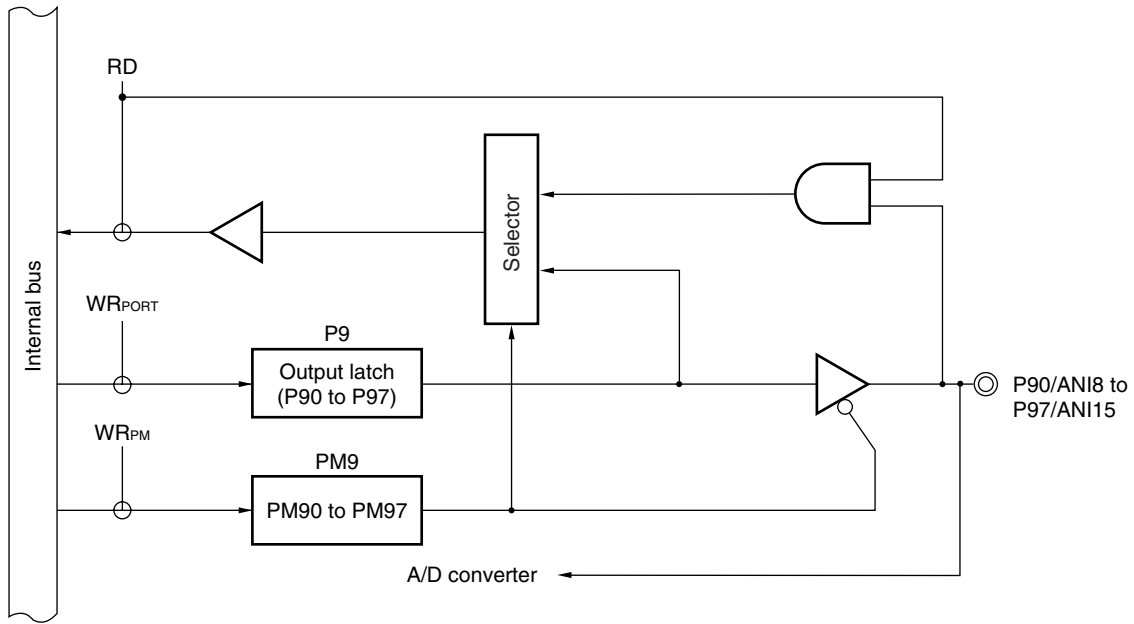 RD
Selector
Internal bus
WRPORT
P9
Output latch
(P90 to P97)
P90/ANI8 to
P97/ANI15
WRPM
PM9
PM90 to PM97
A/D converter